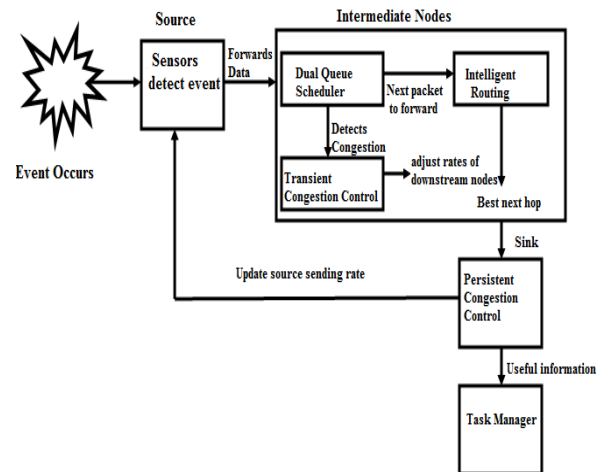 Source
Intermediate Nodes
Sensors
detect event
Forwards
Data
Dual Queue
Scheduler
Next packet
to forward
Intelligent
Routing
Detects
Congestion
Transient
Congestion Control
adjust rates of
downstream nodes
Best next hop
Event Occurs
Sink
Update source sending rate
Persistent
Congestion
Control
Useful information
Task Manager